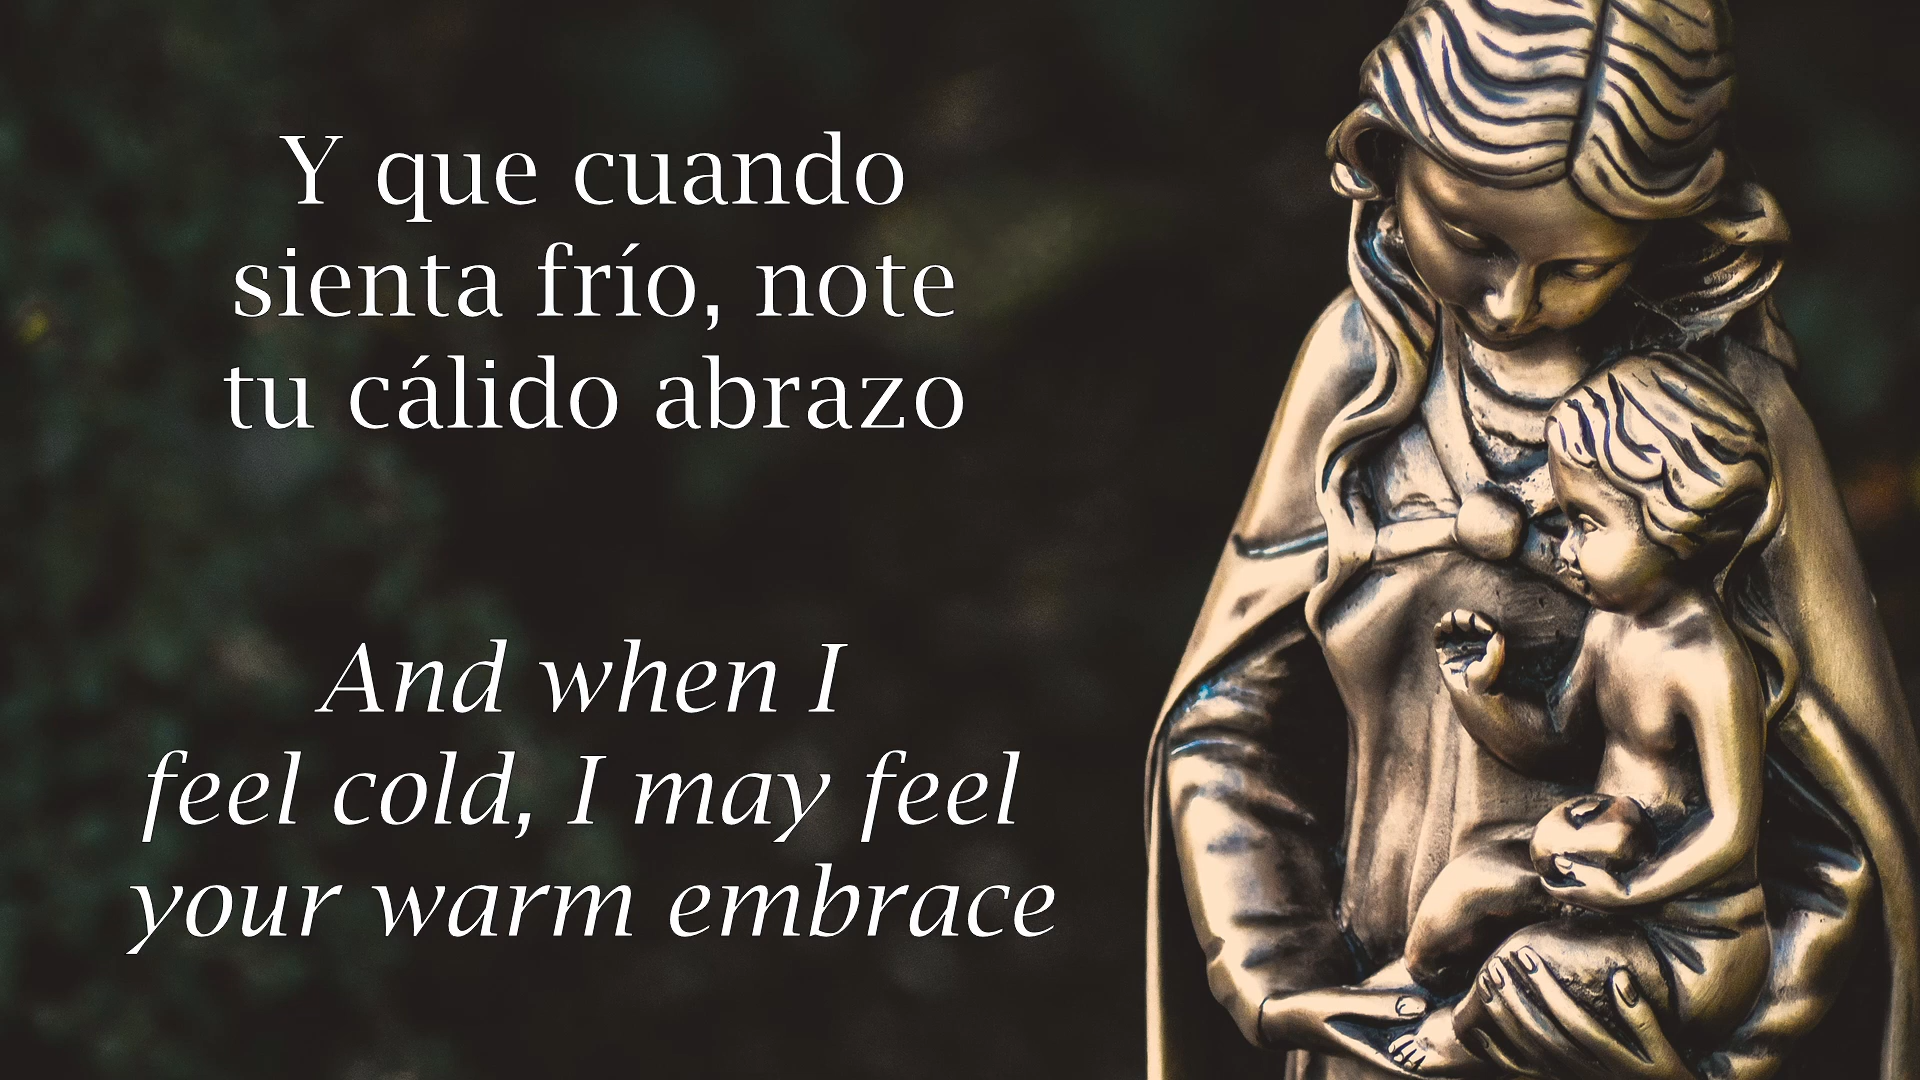 Y que cuando
sienta frío, note
tu cálido abrazo
And when I
feel cold, I may feel
your warm embrace